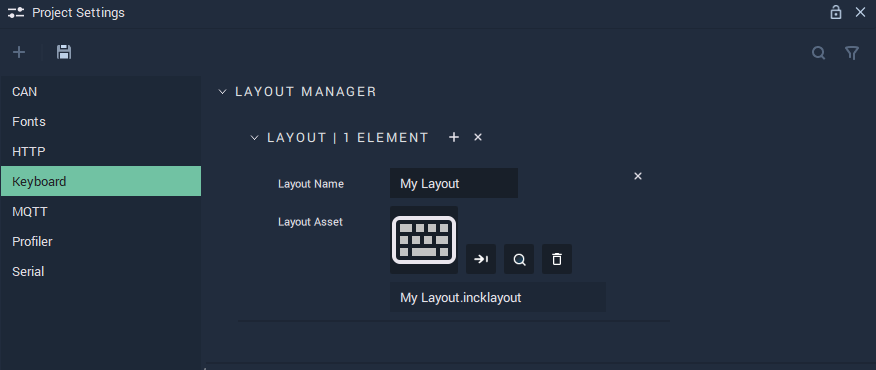 Project Settings
CAN
Fonts
HTTP
Keyboard
MQTT
Profiler
Serial
LAYOUT MANAGER
LAYOUT | 1 ELEMENT
Layout Name
My Layout
Layout Asset
My Layout.incklayout